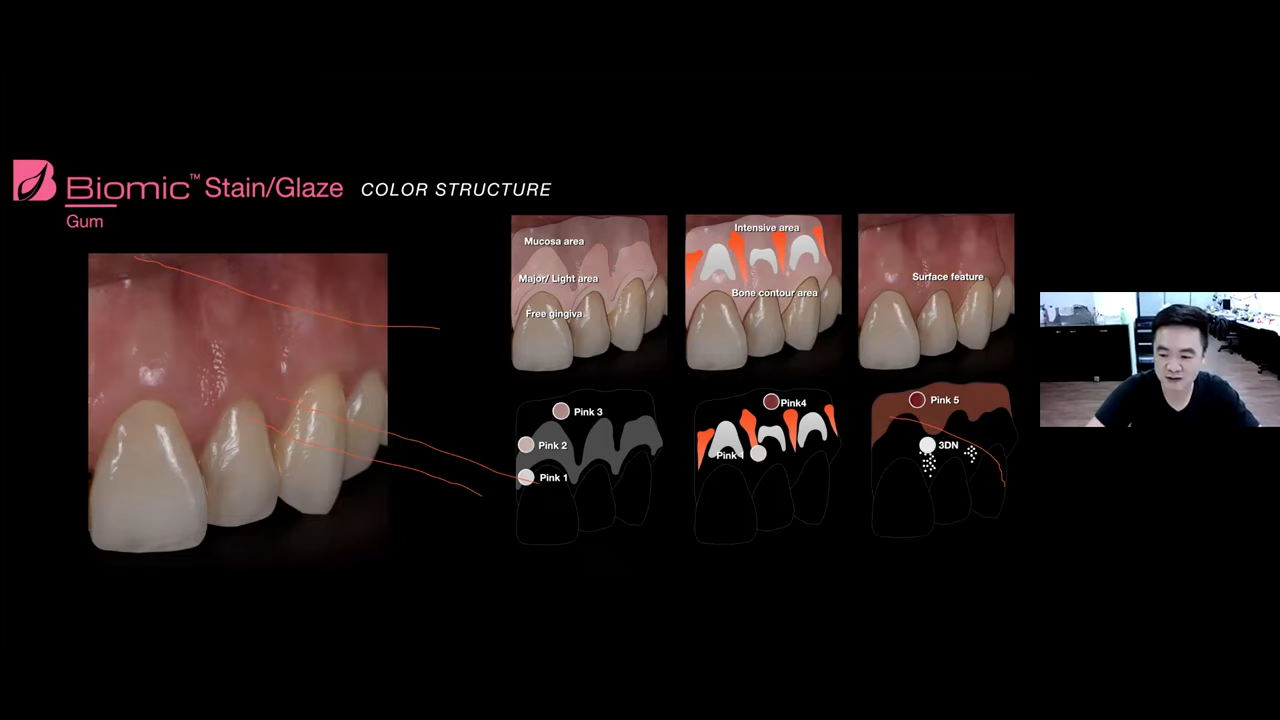 Biomic™ Stain/Glaze COLOR STRUCTURE
Gum
Mucosa area
Major/ Light area
Free gingiva
Intensive area
Bone contour area
Surface feature
Pink 3
Pink 2
Pink 1
Pink4
Pink 1
Pink 5
3DN